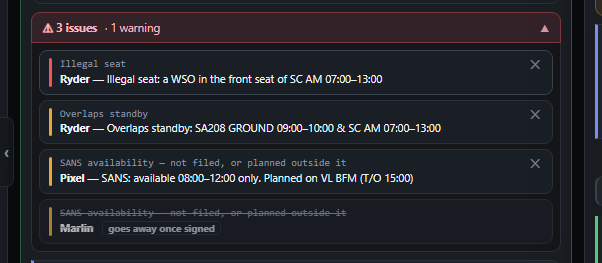 ⚠ 3 issues · 1 warning ▲
Illegal seat
Ryder — Illegal seat: a WSO in the front seat of SC AM 07:00–13:00
Overlaps standby
Ryder — Overlaps standby: SA208 GROUND 09:00–10:00 & SC AM 07:00–13:00
SANS availability — not filed, or planned outside it
Pixel — SANS: available 08:00–12:00 only. Planned on VL BFM (T/O 15:00)
SANS availability — not filed, or planned outside it
Marlin goes away once signed